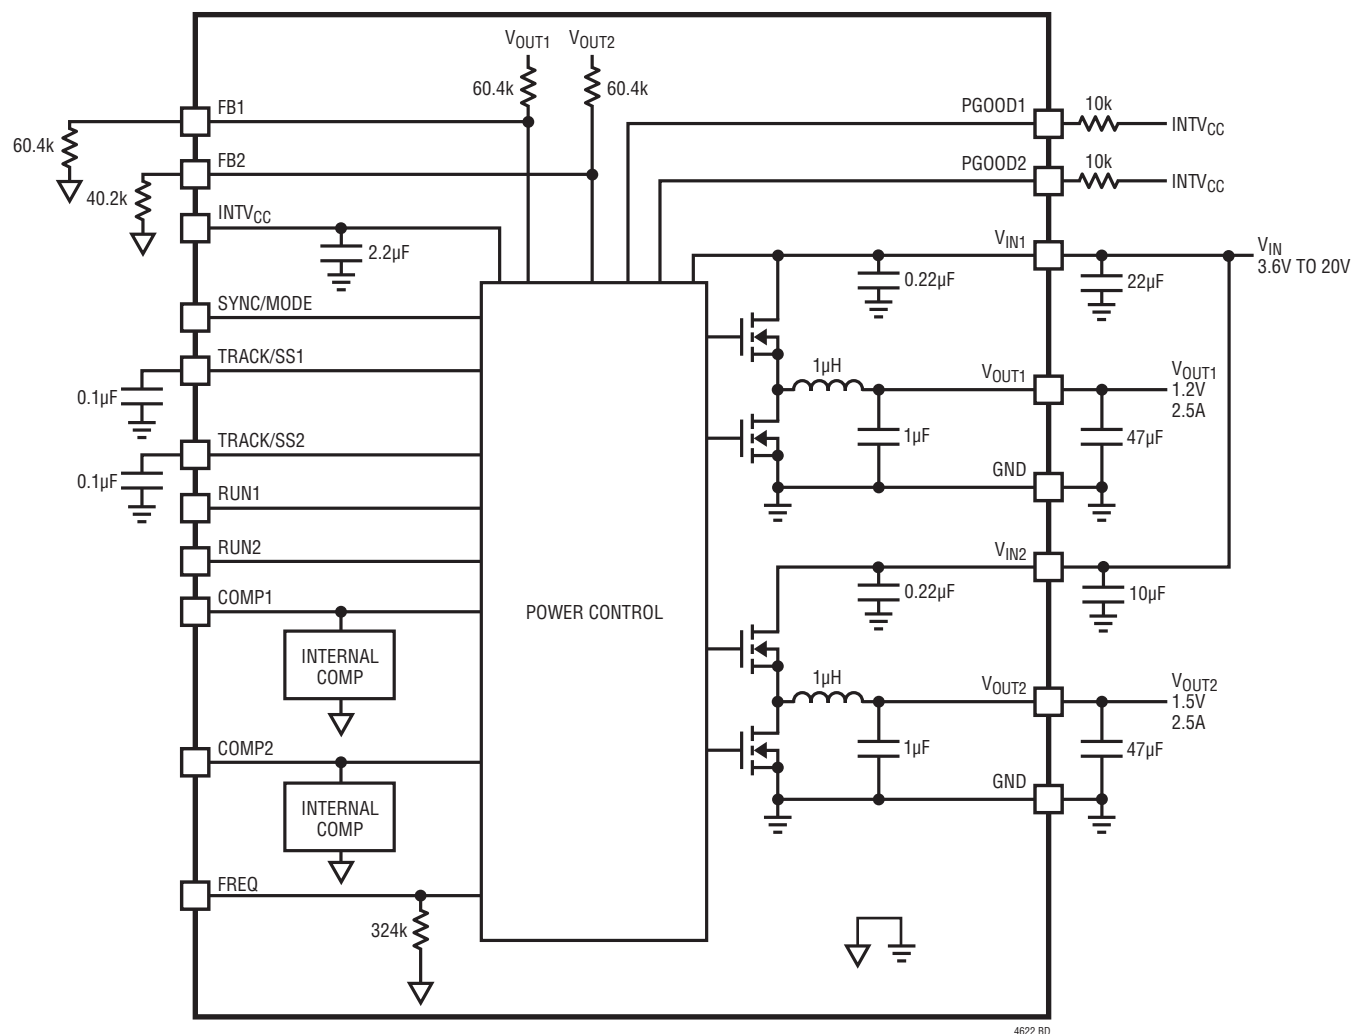 VOUT1 VOUT2
60.4k
60.4k
FB1
60.4k
FB2
40.2k
INTVCC
2.2µF
SYNC/MODE
TRACK/SS1
0.1µF
TRACK/SS2
0.1µF
RUN1
RUN2
COMP1
INTERNAL
COMP
COMP2
INTERNAL
COMP
FREQ
324k
POWER CONTROL
PGOOD1
10k
INTVCC
PGOOD2
10k
INTVCC
VIN1
0.22µF
22µF
VIN
3.6V TO 20V
1µH
VOUT1
1µF
47µF
VOUT1
1.2V
2.5A
GND
VIN2
0.22µF
10µF
1µH
VOUT2
1µF
47µF
VOUT2
1.5V
2.5A
GND
4622 BD